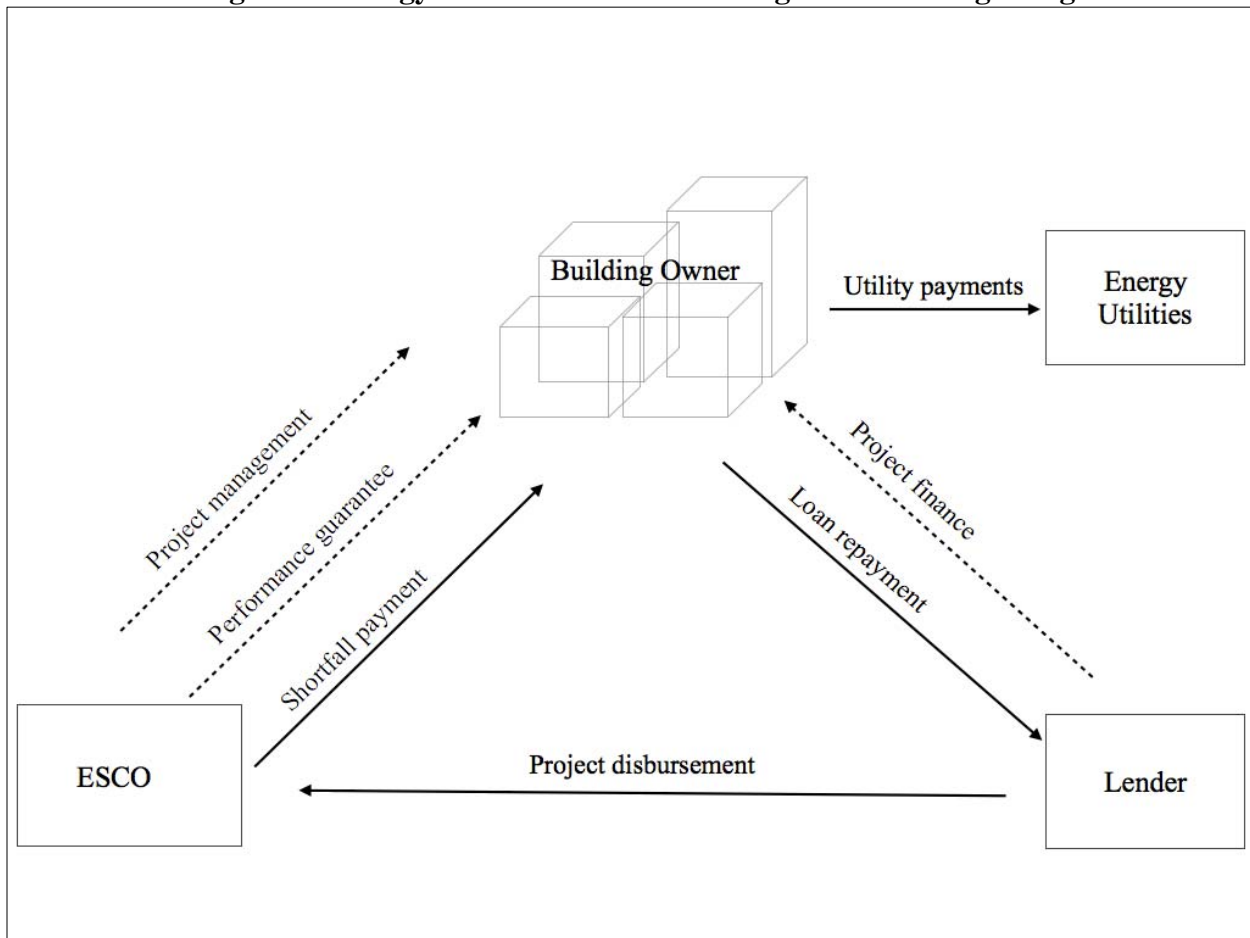 Building Owner
Utility payments
Energy
Utilities
Project management
Performance guarantee
Shortfall payment
Project finance
Loan repayment
ESCO
Project disbursement
Lender